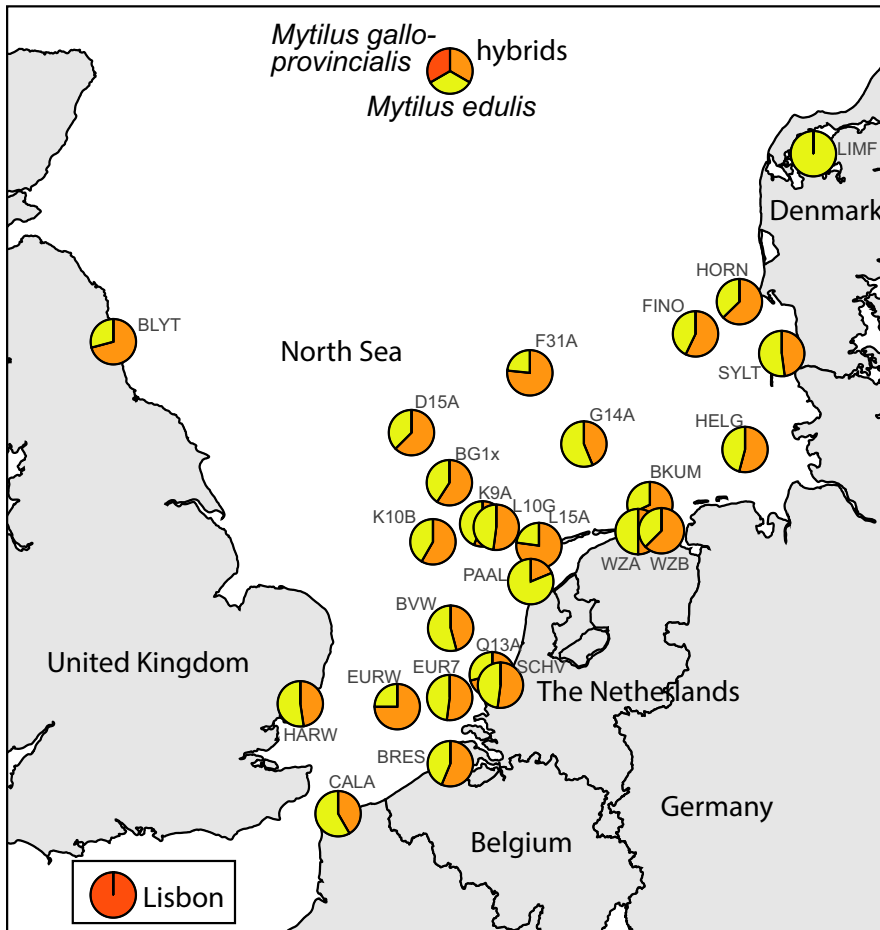 Mytilus gallo-
provincialis
hybrids
Mytilus edulis
LIMF
Denmark
HORN
FINO
BLYT
North Sea
F31A
SYLT
D15A
G14A
HELG
BG1x
BKUM
K9A
L10G
K10B
L15A
WZA
WZB
PAAL
BVW
Q13A
United Kingdom
EURW
EUR7
SCHV
The Netherlands
HARW
BRES
CALA
Germany
Belgium
Lisbon